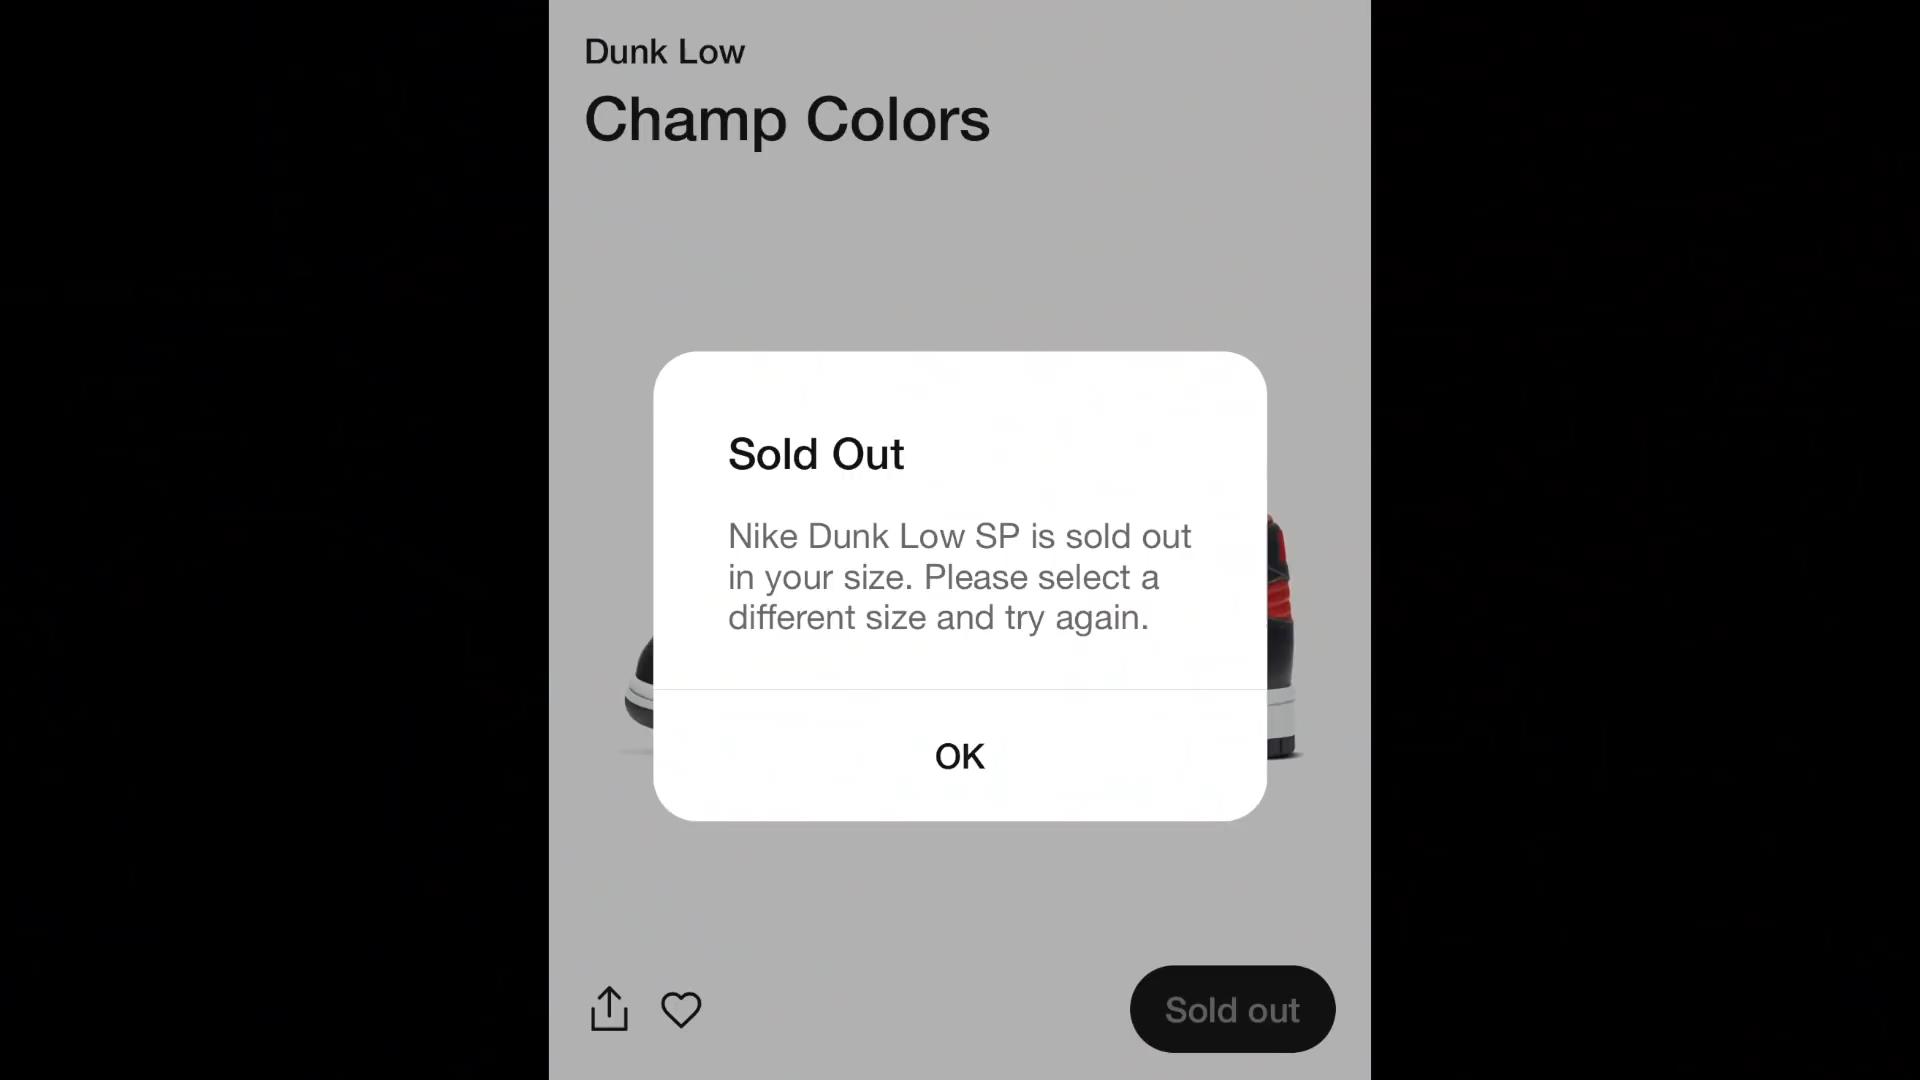 Dunk Low
Champ Colors
Sold Out
Nike Dunk Low SP is sold out
in your size. Please select a
different size and try again.
OK
Sold out